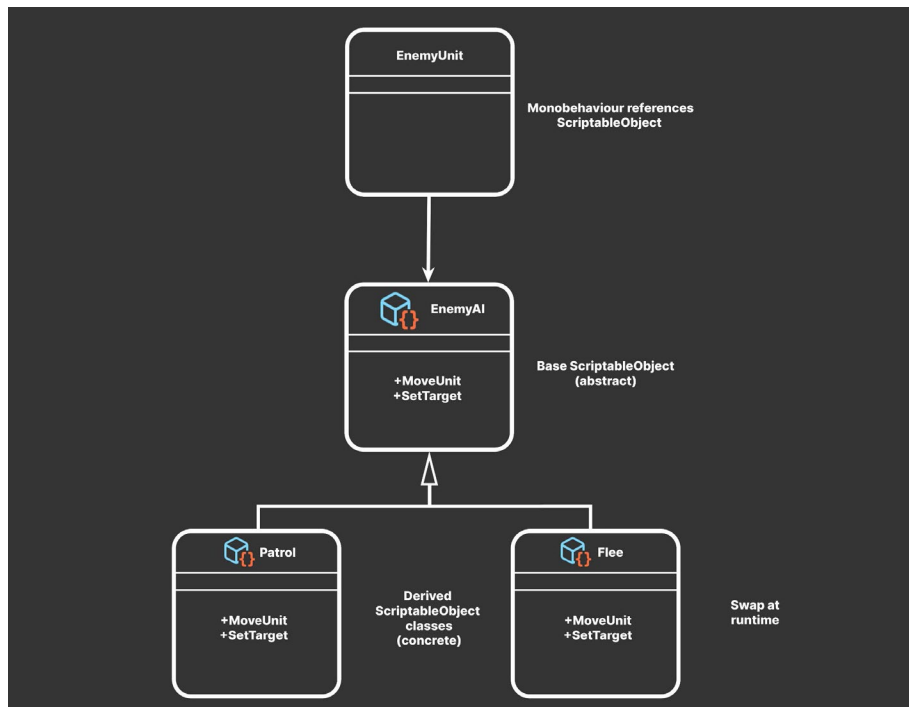 EnemyUnit
Monobehaviour references
ScriptableObject
EnemyAI
+MoveUnit
+SetTarget
Base ScriptableObject
(abstract)
Patrol
+MoveUnit
+SetTarget
Derived
ScriptableObject
classes
(concrete)
Flee
+MoveUnit
+SetTarget
Swap at
runtime